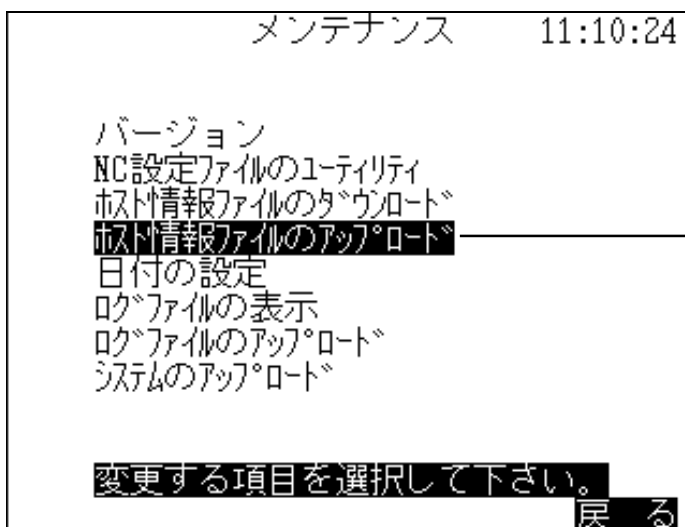 メンテナンス 11:10:24
バージョン
NC設定ファイルのユーティリティ
ホスト情報ファイルのダウンロード
ホスト情報ファイルのアップロード
日付の設定
ログファイルの表示
ログファイルのアップロード
システムのアップロード
変更する項目を選択して下さい。
戻 る